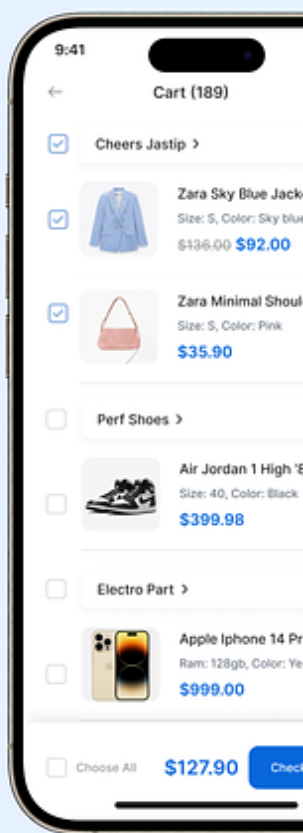 9:41
Cart (189)
Cheers Jastip >
Zara Sky Blue Jacke
Size: S, Color: Sky blue
$136.00 $92.00
Zara Minimal Should
Size: S, Color: Pink
$35.90
Perf Shoes >
Air Jordan 1 High '8
Size: 40, Color: Black
$399.98
Electro Part >
Apple Iphone 14 Pr
Ram: 128gb, Color: Ye
$999.00
Choose All $127.90 Check